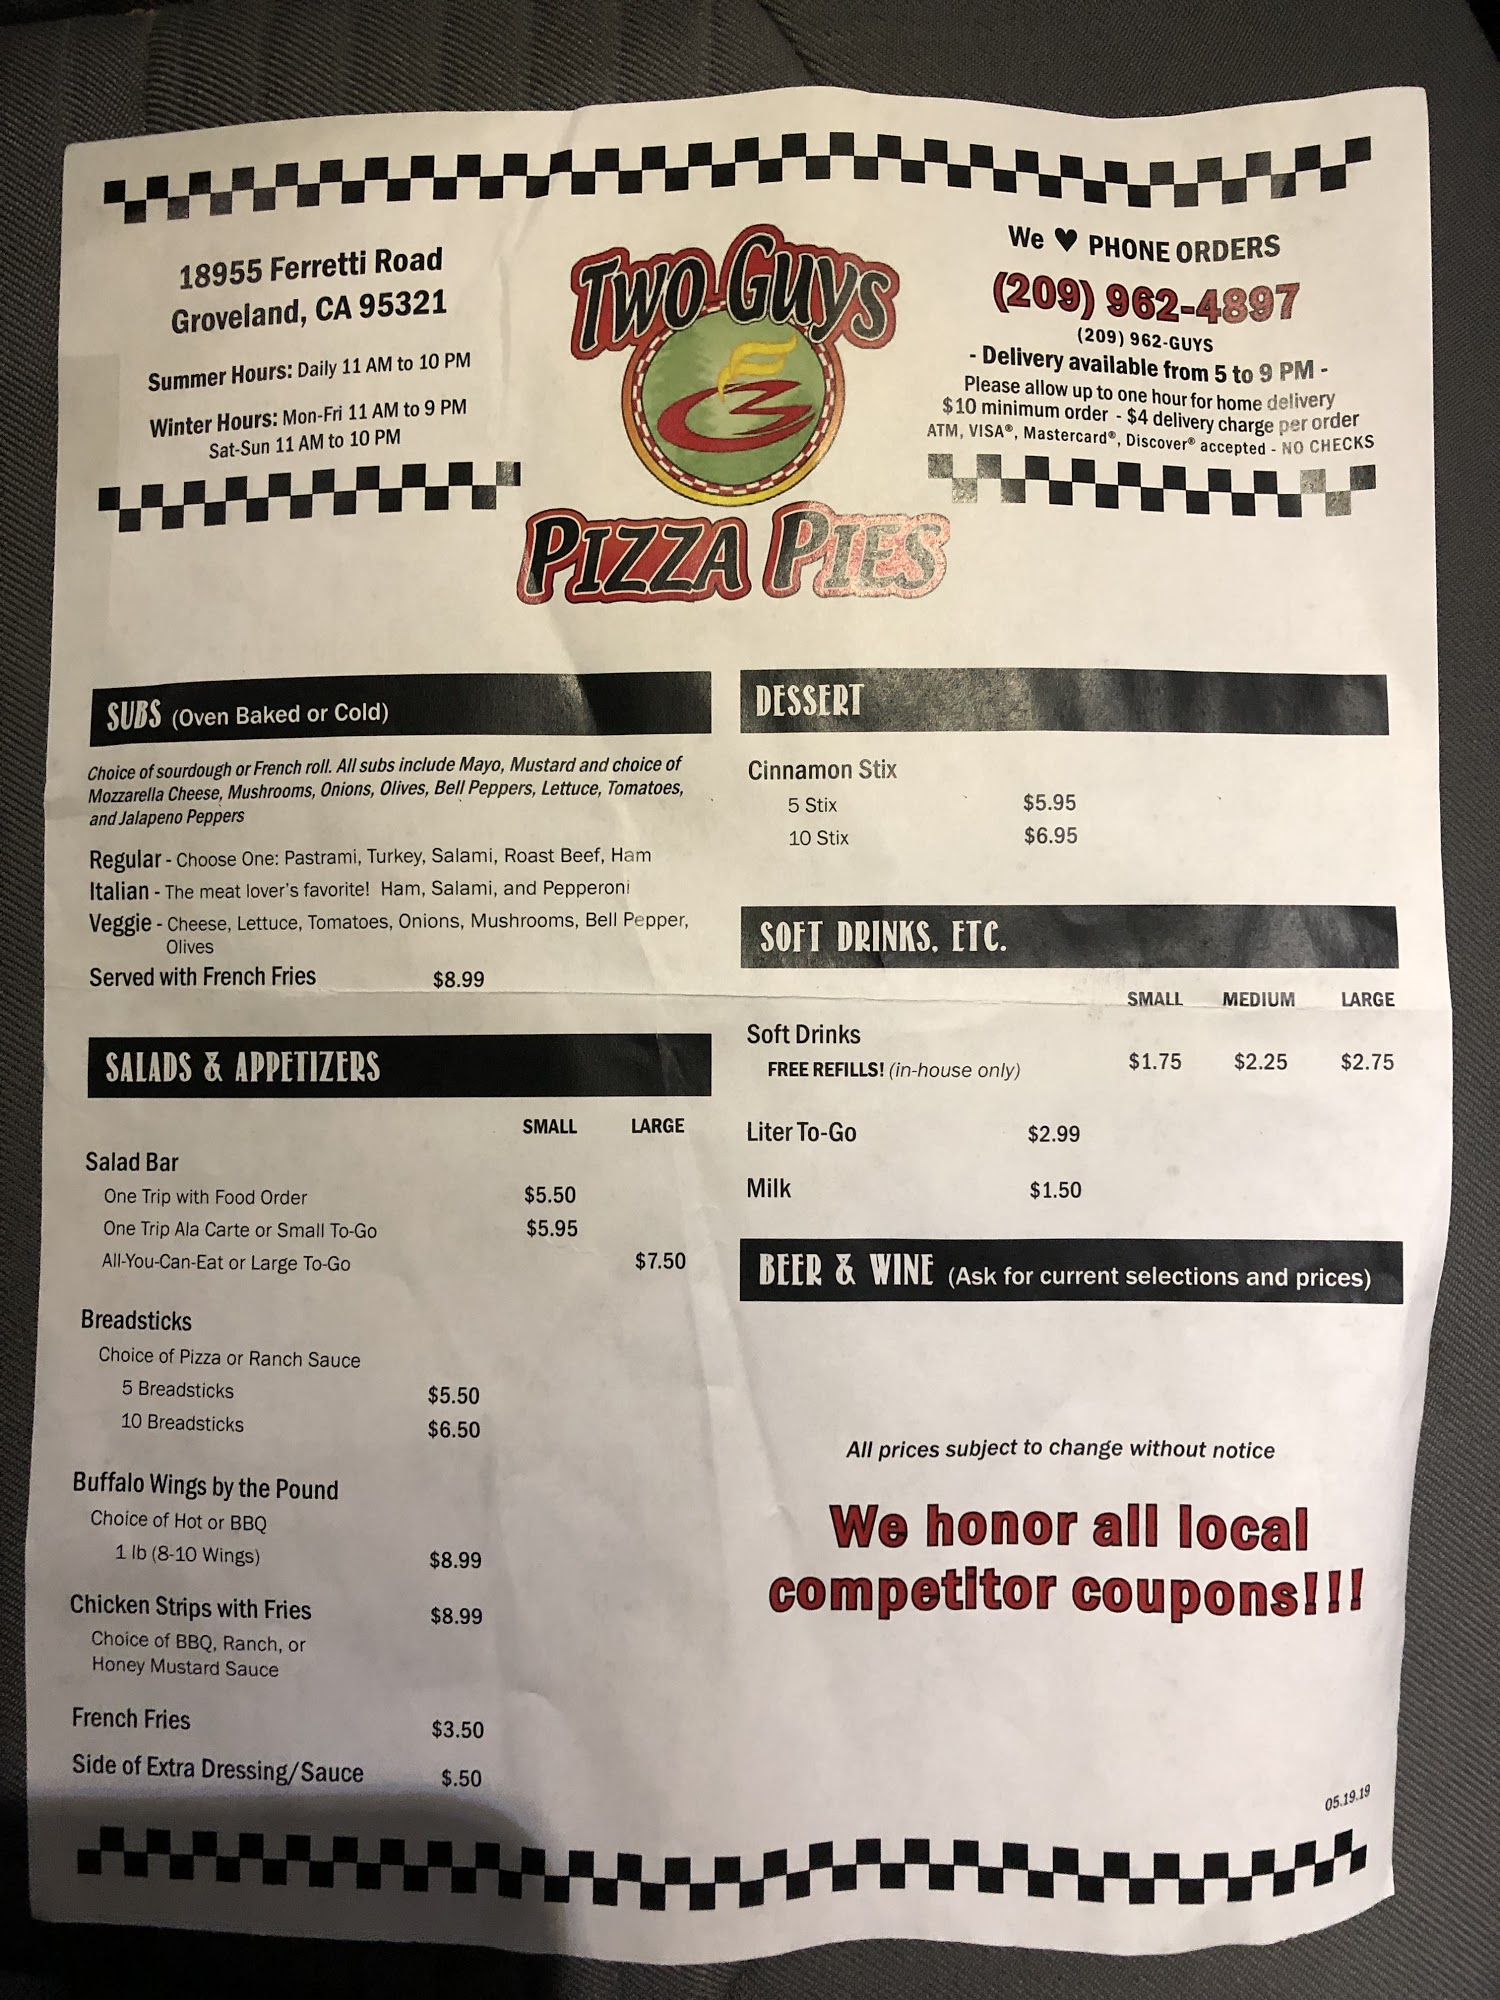 18955 Ferretti Road
Groveland, CA 95321
Summer Hours: Daily 11 AM to 10 PM
Winter Hours: Mon-Fri 11 AM to 9 PM
Sat-Sun 11 AM to 10 PM
Two Guys
Pizza Pies
We ♥ PHONE ORDERS
(209) 962-4897
(209) 962-GUYS
- Delivery available from 5 to 9 PM -
Please allow up to one hour for home delivery
$10 minimum order - $4 delivery charge per order
ATM, VISA®, Mastercard®, Discover® accepted - NO CHECKS
SUBS (Oven Baked or Cold)
Choice of sourdough or French roll. All subs include Mayo, Mustard and choice of
Mozzarella Cheese, Mushrooms, Onions, Olives, Bell Peppers, Lettuce, Tomatoes,
and Jalapeno Peppers
Regular - Choose One: Pastrami, Turkey, Salami, Roast Beef, Ham
Italian - The meat lover's favorite! Ham, Salami, and Pepperoni
Veggie - Cheese, Lettuce, Tomatoes, Onions, Mushrooms, Bell Pepper,
Olives
Served with French Fries $8.99
SALADS & APPETIZERS
SMALL LARGE
Salad Bar
One Trip with Food Order $5.50
One Trip Ala Carte or Small To-Go $5.95
All-You-Can-Eat or Large To-Go $7.50
Breadsticks
Choice of Pizza or Ranch Sauce
5 Breadsticks $5.50
10 Breadsticks $6.50
Buffalo Wings by the Pound
Choice of Hot or BBQ
1 lb (8-10 Wings) $8.99
Chicken Strips with Fries $8.99
Choice of BBQ, Ranch, or
Honey Mustard Sauce
French Fries $3.50
Side of Extra Dressing/Sauce $.50
DESSERT
Cinnamon Stix
5 Stix $5.95
10 Stix $6.95
SOFT DRINKS, ETC.
SMALL MEDIUM LARGE
Soft Drinks
FREE REFILLS! (in-house only) $1.75 $2.25 $2.75
Liter To-Go $2.99
Milk $1.50
BEER & WINE (Ask for current selections and prices)
All prices subject to change without notice
We honor all local
competitor coupons!!!
05.19.19